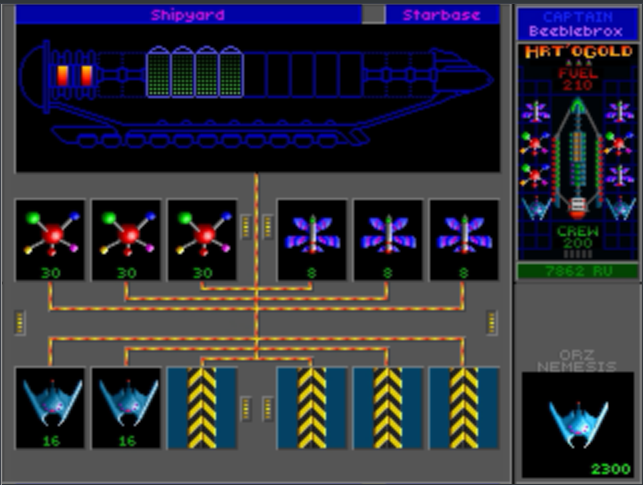 Shipyard
Starbase
CAPTAIN
Beeblebrox
HRT'OGOLD
FUEL
210
30
30
30
8
8
8
CREW
200
7862 RU
16
16
ORZ
NEMESIS
2300